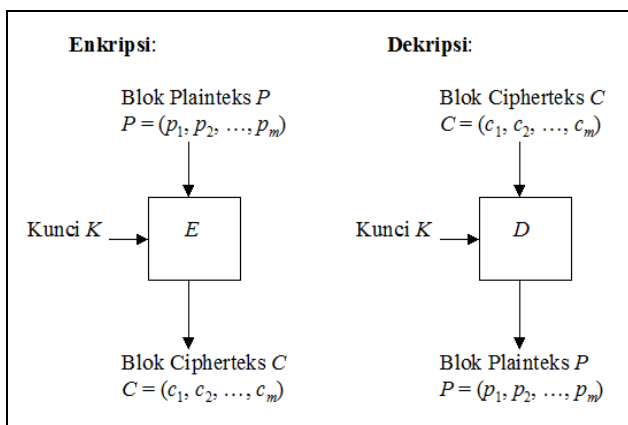 Enkripsi:
Blok Plainteks P
P = (p1, p2, …, pm)
Kunci K
E
Blok Cipherteks C
C = (c1, c2, …, cm)
Dekripsi:
Blok Cipherteks C
C = (c1, c2, …, cm)
Kunci K
D
Blok Plainteks P
P = (p1, p2, …, pm)